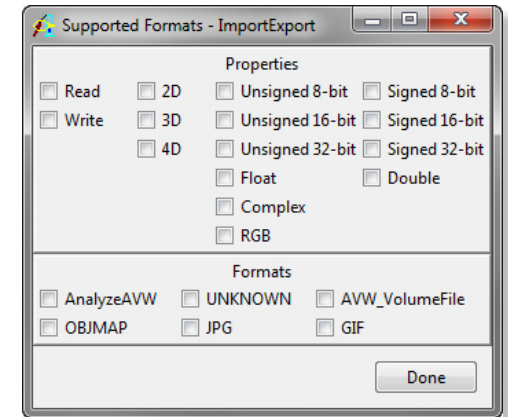 Supported Formats - ImportExport
Properties
Read 2D Unsigned 8-bit Signed 8-bit
Write 3D Unsigned 16-bit Signed 16-bit
4D Unsigned 32-bit Signed 32-bit
Float Double
Complex
RGB
Formats
AnalyzeAVW UNKNOWN AVW_VolumeFile
OBJMAP JPG GIF
Done